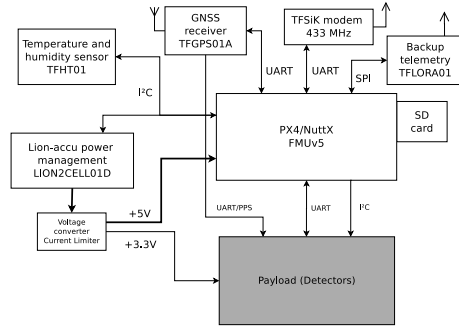 GNSS
receiver
TFGPS01A
TFSiK modem
433 MHz
Temperature and
humidity sensor
TFHT01
Backup
telemetry
TFLORA01
UART
UART
SPI
I²C
PX4/NuttX
FMUv5
SD
card
Lion-accu power
management
LION2CELL01D
Voltage
converter
Current Limiter
+5V
+3.3V
UART/PPS
UART
I²C
Payload (Detectors)